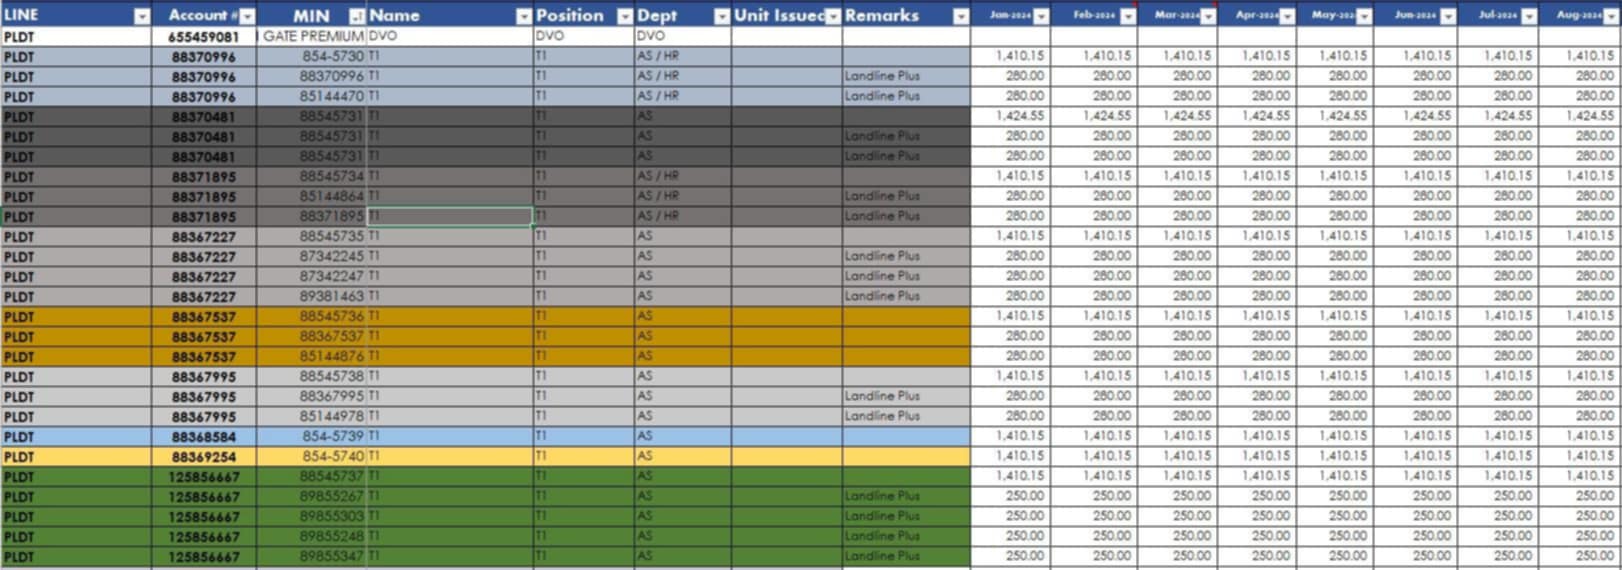 LINE Account # MIN Name Position Dept Unit Issued Remarks Jan-2024 Feb-2024 Mar-2024 Apr-2024 May-2024 Jun-2024 Jul-2024 Aug-2024
PLDT 655459081 GATE PREMIUM DVO DVO DVO
PLDT 88370996 854-5730 T1 T1 AS / HR 1,410.15 1,410.15 1,410.15 1,410.15 1,410.15 1,410.15 1,410.15 1,410.15
PLDT 88370996 88370996 T1 T1 AS / HR Landline Plus 280.00 280.00 280.00 280.00 280.00 280.00 280.00 280.00
PLDT 88370996 85144470 T1 T1 AS / HR Landline Plus 280.00 280.00 280.00 280.00 280.00 280.00 280.00 280.00
PLDT 88370481 88545731 T1 T1 AS 1,424.55 1,424.55 1,424.55 1,424.55 1,424.55 1,424.55 1,424.55 1,424.55
PLDT 88370481 88545731 T1 T1 AS Landline Plus 280.00 280.00 280.00 280.00 280.00 280.00 280.00 280.00
PLDT 88370481 88545731 T1 T1 AS Landline Plus 280.00 280.00 280.00 280.00 280.00 280.00 280.00 280.00
PLDT 88371895 88545734 T1 T1 AS / HR 1,410.15 1,410.15 1,410.15 1,410.15 1,410.15 1,410.15 1,410.15 1,410.15
PLDT 88371895 85144864 T1 T1 AS / HR Landline Plus 280.00 280.00 280.00 280.00 280.00 280.00 280.00 280.00
PLDT 88371895 88371895 T1 T1 AS / HR Landline Plus 280.00 280.00 280.00 280.00 280.00 280.00 280.00 280.00
PLDT 88367227 88545735 T1 T1 AS 1,410.15 1,410.15 1,410.15 1,410.15 1,410.15 1,410.15 1,410.15 1,410.15
PLDT 88367227 87342245 T1 T1 AS Landline Plus 280.00 280.00 280.00 280.00 280.00 280.00 280.00 280.00
PLDT 88367227 87342247 T1 T1 AS Landline Plus 280.00 280.00 280.00 280.00 280.00 280.00 280.00 280.00
PLDT 88367227 89381463 T1 T1 AS Landline Plus 280.00 280.00 280.00 280.00 280.00 280.00 280.00 280.00
PLDT 88367537 88545736 T1 T1 AS 1,410.15 1,410.15 1,410.15 1,410.15 1,410.15 1,410.15 1,410.15 1,410.15
PLDT 88367537 88367537 T1 T1 AS 280.00 280.00 280.00 280.00 280.00 280.00 280.00 280.00
PLDT 88367537 85144876 T1 T1 AS 280.00 280.00 280.00 280.00 280.00 280.00 280.00 280.00
PLDT 88367995 88545738 T1 T1 AS 1,410.15 1,410.15 1,410.15 1,410.15 1,410.15 1,410.15 1,410.15 1,410.15
PLDT 88367995 88367995 T1 T1 AS Landline Plus 280.00 280.00 280.00 280.00 280.00 280.00 280.00 280.00
PLDT 88367995 85144978 T1 T1 AS Landline Plus 280.00 280.00 280.00 280.00 280.00 280.00 280.00 280.00
PLDT 88368584 854-5739 T1 T1 AS 1,410.15 1,410.15 1,410.15 1,410.15 1,410.15 1,410.15 1,410.15 1,410.15
PLDT 88369254 854-5740 T1 T1 AS 1,410.15 1,410.15 1,410.15 1,410.15 1,410.15 1,410.15 1,410.15 1,410.15
PLDT 125856667 88545737 T1 T1 AS 1,410.15 1,410.15 1,410.15 1,410.15 1,410.15 1,410.15 1,410.15 1,410.15
PLDT 125856667 89855267 T1 T1 AS Landline Plus 250.00 250.00 250.00 250.00 250.00 250.00 250.00 250.00
PLDT 125856667 89855303 T1 T1 AS Landline Plus 250.00 250.00 250.00 250.00 250.00 250.00 250.00 250.00
PLDT 125856667 89855248 T1 T1 AS Landline Plus 250.00 250.00 250.00 250.00 250.00 250.00 250.00 250.00
PLDT 125856667 89855347 T1 T1 AS Landline Plus 250.00 250.00 250.00 250.00 250.00 250.00 250.00 250.00